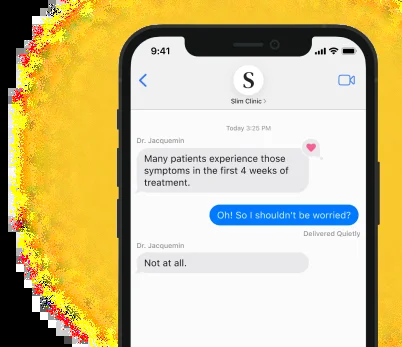 9:41
S
Slim Clinic
Today 3:25 PM
Dr. Jacquemin
Many patients experience those
symptoms in the first 4 weeks of
treatment.
Oh! So I shouldn't be worried?
Delivered Quietly
Dr. Jacquemin
Not at all.